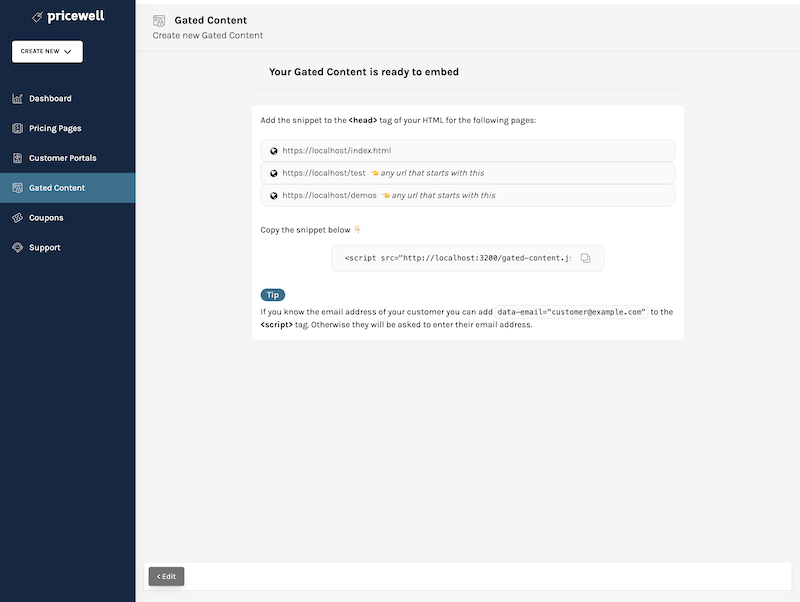 pricewell
CREATE NEW
Dashboard
Pricing Pages
Customer Portals
Gated Content
Coupons
Support
Gated Content
Create new Gated Content
Your Gated Content is ready to embed
Add the snippet to the <head> tag of your HTML for the following pages:
https://localhost/index.html
https://localhost/test 👈 any url that starts with this
https://localhost/demos 👈 any url that starts with this
Copy the snippet below 👇
<script src="http://localhost:3200/gated-content.j
Tip
If you know the email address of your customer you can add data-email="customer@example.com" to the
<script> tag. Otherwise they will be asked to enter their email address.
< Edit